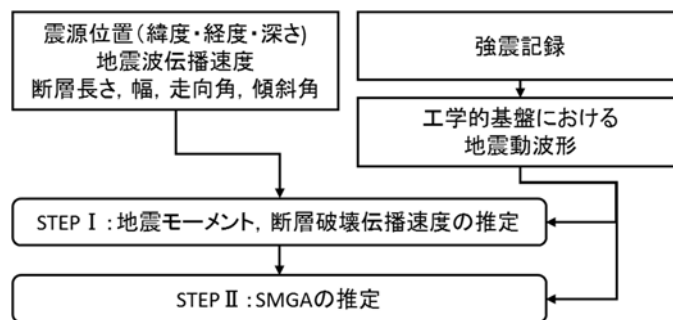 震源位置（緯度・経度・深さ）
地震波伝播速度
断層長さ，幅，走向角，傾斜角
強震記録
工学的基盤における
地震動波形
STEP Ⅰ：地震モーメント，断層破壊伝播速度の推定
STEP Ⅱ：SMGAの推定